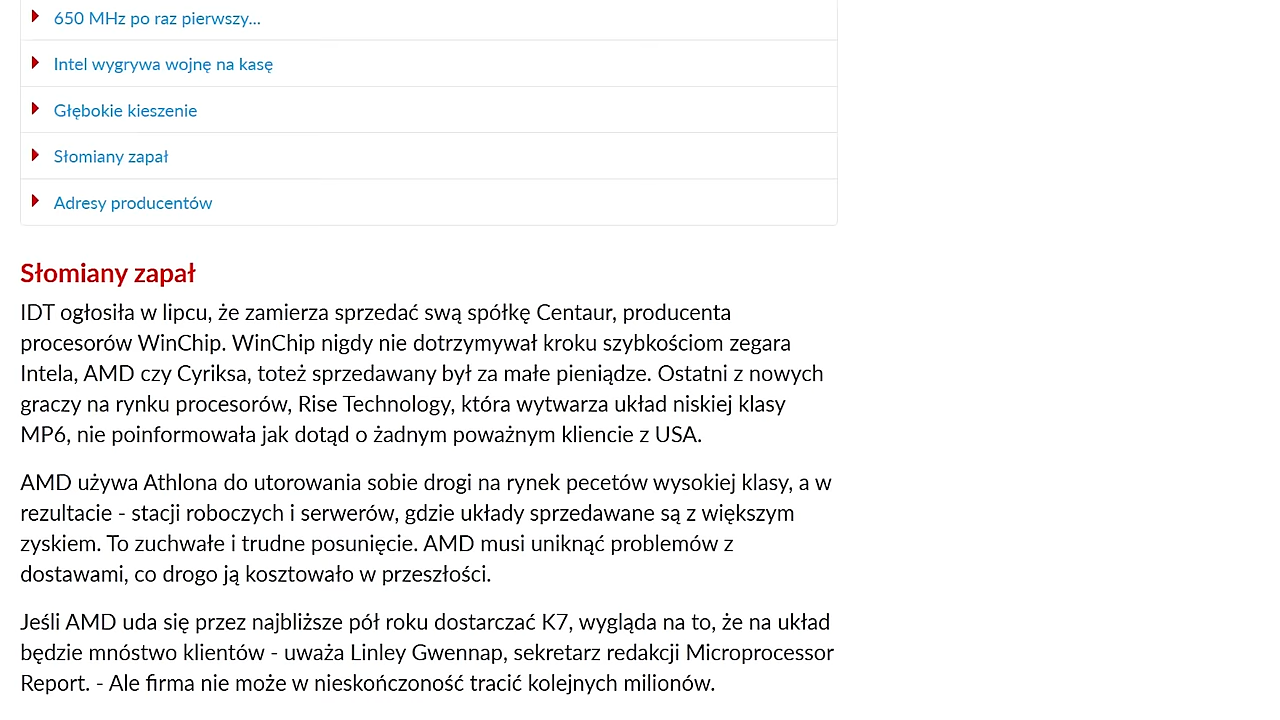 650 MHz po raz pierwszy...
Intel wygrywa wojnę na kasę
Głębokie kieszenie
Słomiany zapał
Adresy producentów
Słomiany zapał
IDT ogłosiła w lipcu, że zamierza sprzedać swą spółkę Centaur, producenta
procesorów WinChip. WinChip nigdy nie dotrzymywał kroku szybkościom zegara
Intela, AMD czy Cyriksa, toteż sprzedawany był za małe pieniądze. Ostatni z nowych
graczy na rynku procesorów, Rise Technology, która wytwarza układ niskiej klasy
MP6, nie poinformowała jak dotąd o żadnym poważnym kliencie z USA.
AMD używa Athlona do utorowania sobie drogi na rynek pecetów wysokiej klasy, a w
rezultacie - stacji roboczych i serwerów, gdzie układy sprzedawane są z większym
zyskiem. To zuchwałe i trudne posunięcie. AMD musi uniknąć problemów z
dostawami, co drogo ją kosztowało w przeszłości.
Jeśli AMD uda się przez najbliższe pół roku dostarczać K7, wygląda na to, że na układ
będzie mnóstwo klientów - uważa Linley Gwennap, sekretarz redakcji Microprocessor
Report. - Ale firma nie może w nieskończoność tracić kolejnych milionów.